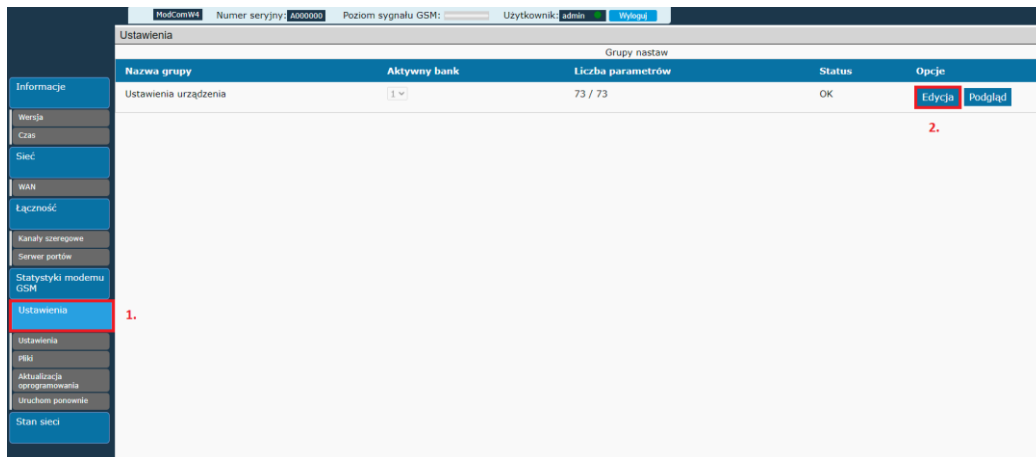 ModComW4 Numer seryjny: A000000 Poziom sygnału GSM: Użytkownik: admin Wyloguj
Ustawienia
Grupy nastaw
Nazwa grupy Aktywny bank Liczba parametrów Status Opcje
Ustawienia urządzenia 1 73 / 73 OK Edycja Podgląd
2.
Informacje
Wersja
Czas
Sieć
WAN
Łączność
Kanały szeregowe
Serwer portów
Statystyki modemu
GSM
Ustawienia
1.
Ustawienia
Pliki
Aktualizacja
oprogramowania
Uruchom ponownie
Stan sieci